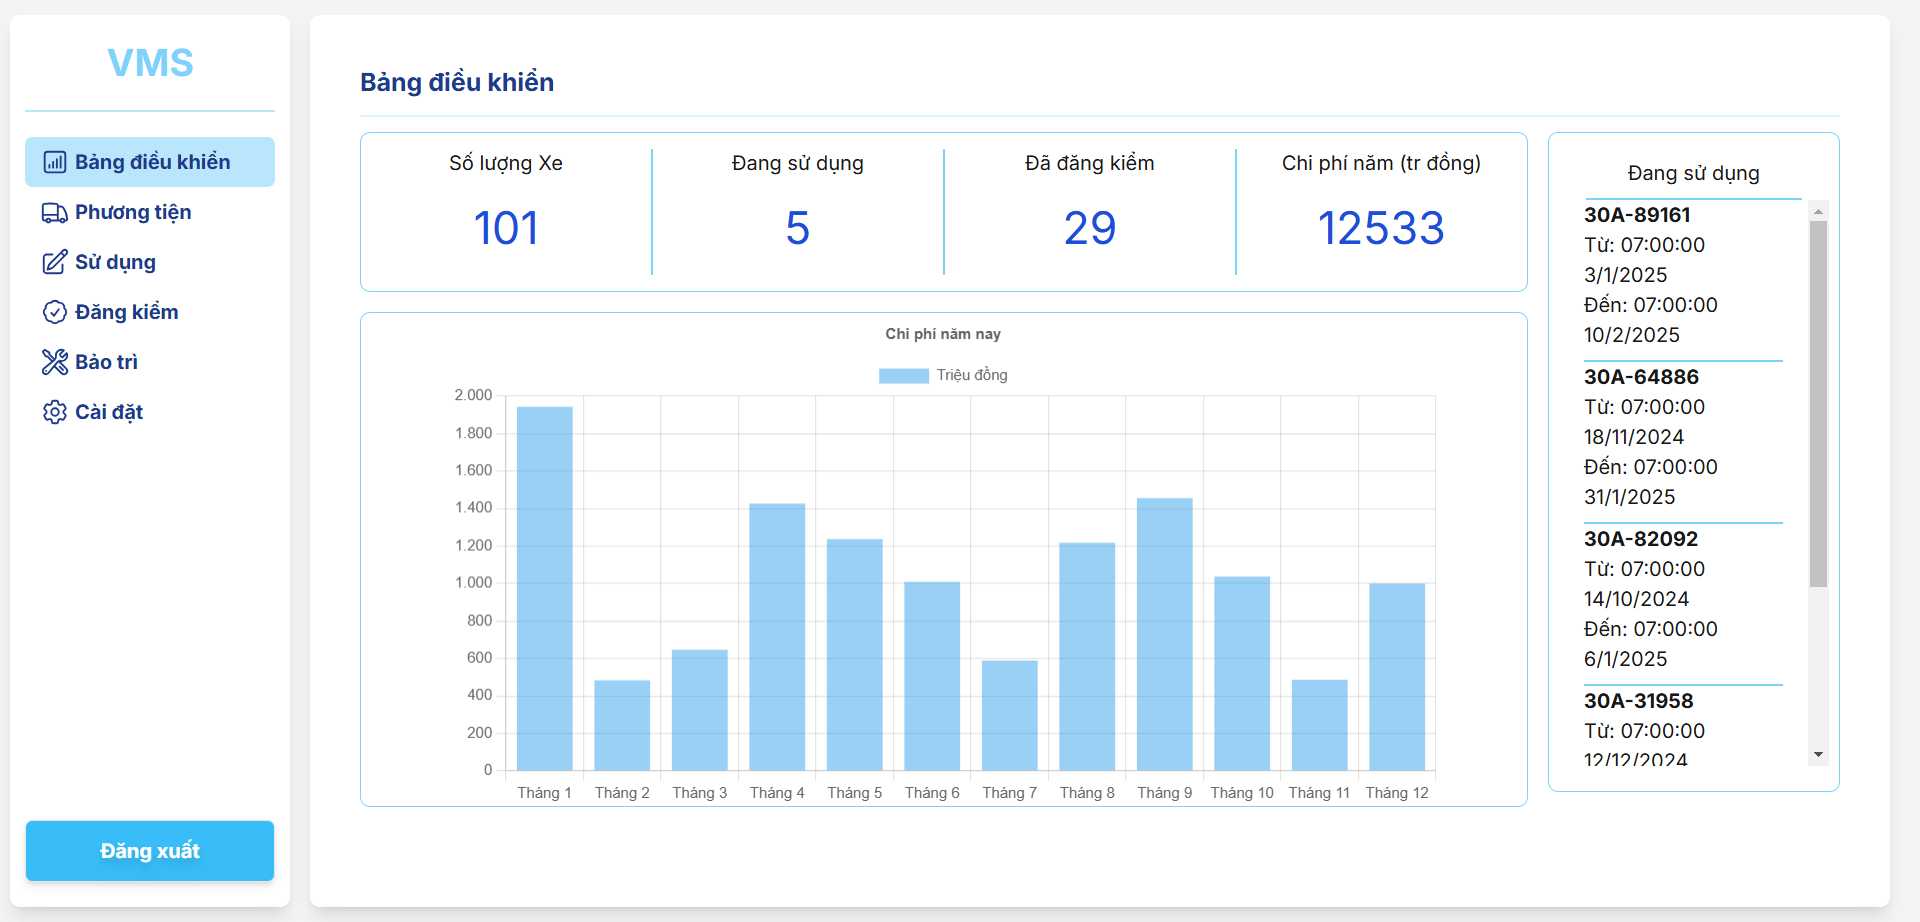 VMS
Bảng điều khiển
Phương tiện
Sử dụng
Đăng kiểm
Bảo trì
Cài đặt
Đăng xuất
Bảng điều khiển
Số lượng Xe
101
Đang sử dụng
5
Đã đăng kiểm
29
Chi phí năm (tr đồng)
12533
Chi phí năm nay
Triệu đồng
2.000
1.800
1.600
1.400
1.200
1.000
800
600
400
200
0
Tháng 1 Tháng 2 Tháng 3 Tháng 4 Tháng 5 Tháng 6 Tháng 7 Tháng 8 Tháng 9 Tháng 10 Tháng 11 Tháng 12
Đang sử dụng
30A-89161
Từ: 07:00:00
3/1/2025
Đến: 07:00:00
10/2/2025
30A-64886
Từ: 07:00:00
18/11/2024
Đến: 07:00:00
31/1/2025
30A-82092
Từ: 07:00:00
14/10/2024
Đến: 07:00:00
6/1/2025
30A-31958
Từ: 07:00:00
12/12/2024